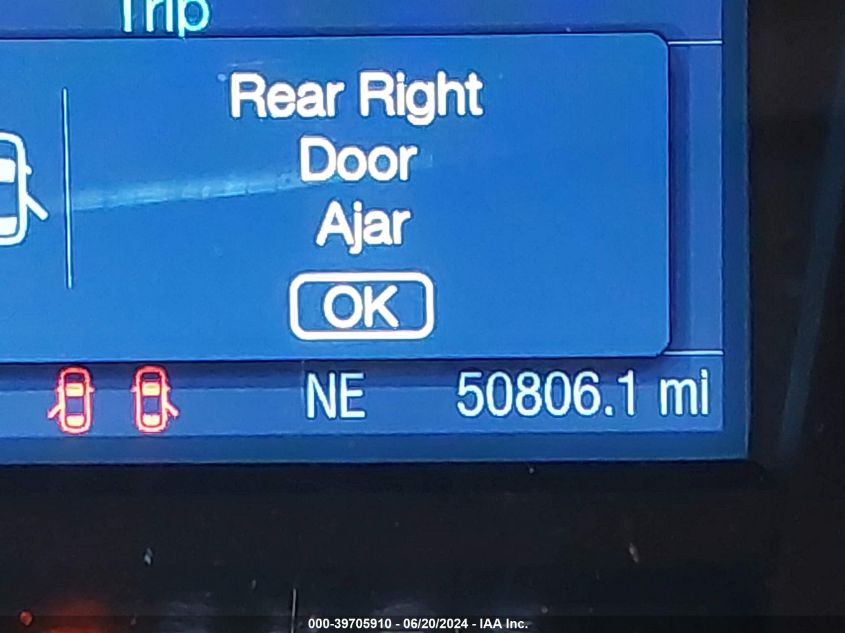 Trip
Rear Right
Door
Ajar
OK
NE 50806.1 mi
000-39705910 - 06/20/2024 - IAA Inc.